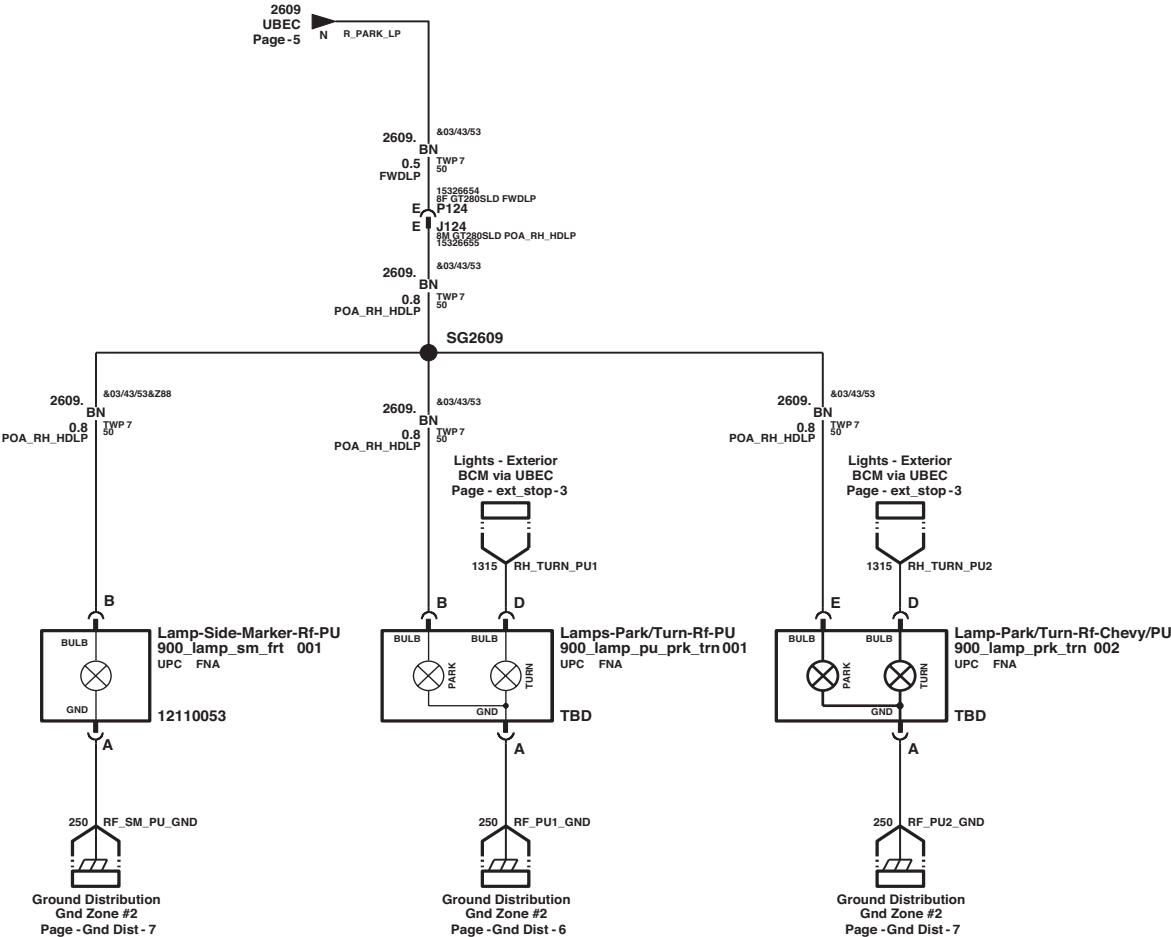 2609
UBEC
Page-5
N
R_PARK_LP
&03/43/53
2609.
BN
0.5
TWP 7
50
FWDLP
15326654
8F GT280SLD FWDLP
E
P124
E
J124
8M GT280SLD POA_RH_HDLP
15326655
&03/43/53
2609.
BN
0.8
TWP 7
50
POA_RH_HDLP
SG2609
&03/43/53&Z88
2609.
BN
0.8
TWP 7
50
POA_RH_HDLP
&03/43/53
2609.
BN
0.8
TWP 7
50
POA_RH_HDLP
&03/43/53
2609.
BN
0.8
TWP 7
50
POA_RH_HDLP
Lights - Exterior
BCM via UBEC
Page - ext_stop-3
1315
RH_TURN_PU1
Lights - Exterior
BCM via UBEC
Page - ext_stop-3
1315
RH_TURN_PU2
B
BULB
GND
Lamp-Side-Marker-Rf-PU
900_lamp_sm_frt 001
UPC FNA
12110053
A
B
D
BULB
BULB
PARK
TURN
GND
Lamps-Park/Turn-Rf-PU
900_lamp_pu_prk_trn 001
UPC FNA
TBD
A
E
D
BULB
BULB
PARK
TURN
GND
Lamp-Park/Turn-Rf-Chevy/PU
900_lamp_prk_trn 002
UPC FNA
TBD
A
250
RF_SM_PU_GND
Ground Distribution
Gnd Zone #2
Page -Gnd Dist - 7
250
RF_PU1_GND
Ground Distribution
Gnd Zone #2
Page -Gnd Dist - 6
250
RF_PU2_GND
Ground Distribution
Gnd Zone #2
Page -Gnd Dist - 7